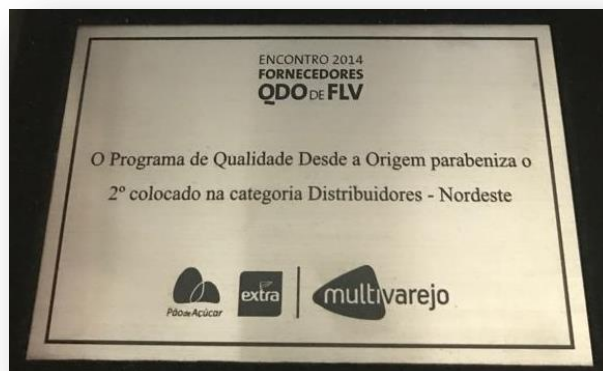 ENCONTRO 2014
FORNECEDORES
QDO DE FLV
O Programa de Qualidade Desde a Origem parabeniza o
2º colocado na categoria Distribuidores - Nordeste
Pão de Açúcar
extra
multivarejo